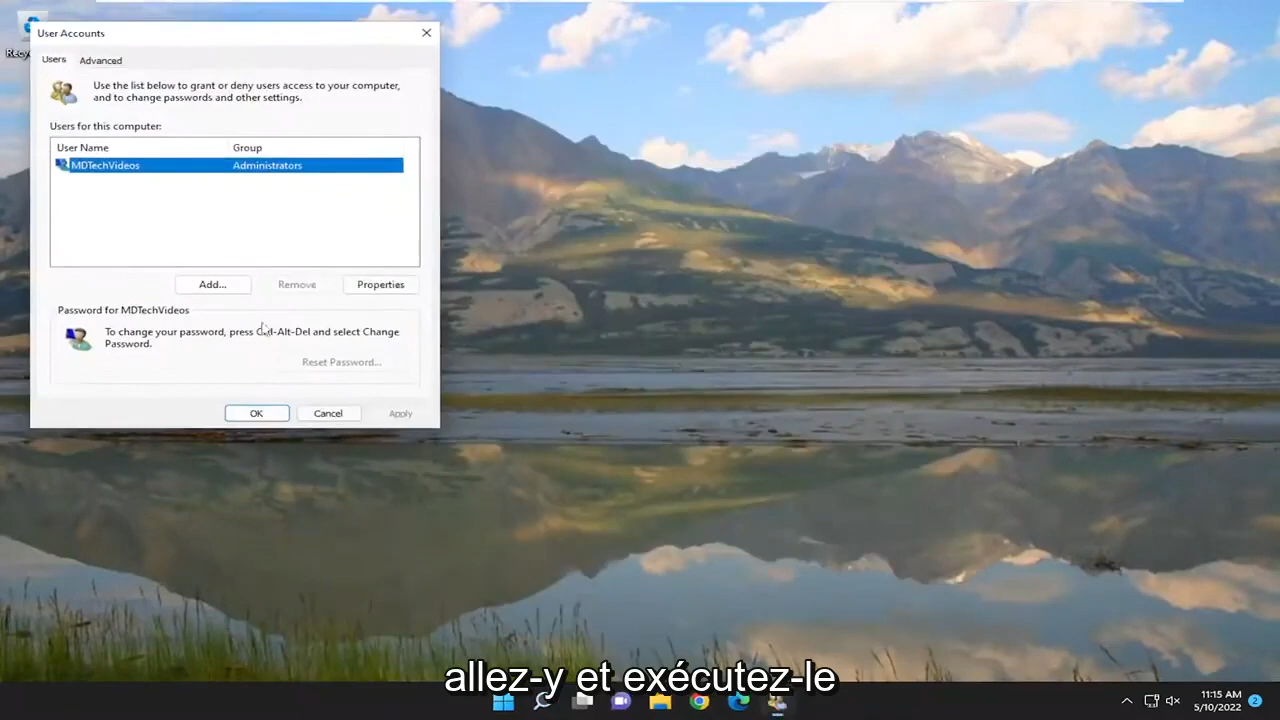 Recyc
User Accounts
Users
Advanced
Use the list below to grant or deny users access to your computer,
and to change passwords and other settings.
Users for this computer:
User Name
Group
MDTechVideos
Administrators
Add...
Remove
Properties
Password for MDTechVideos
To change your password, press Ctrl-Alt-Del and select Change
Password.
Reset Password...
OK
Cancel
Apply
allez-y et exécutez-le
11:15 AM
5/10/2022
2